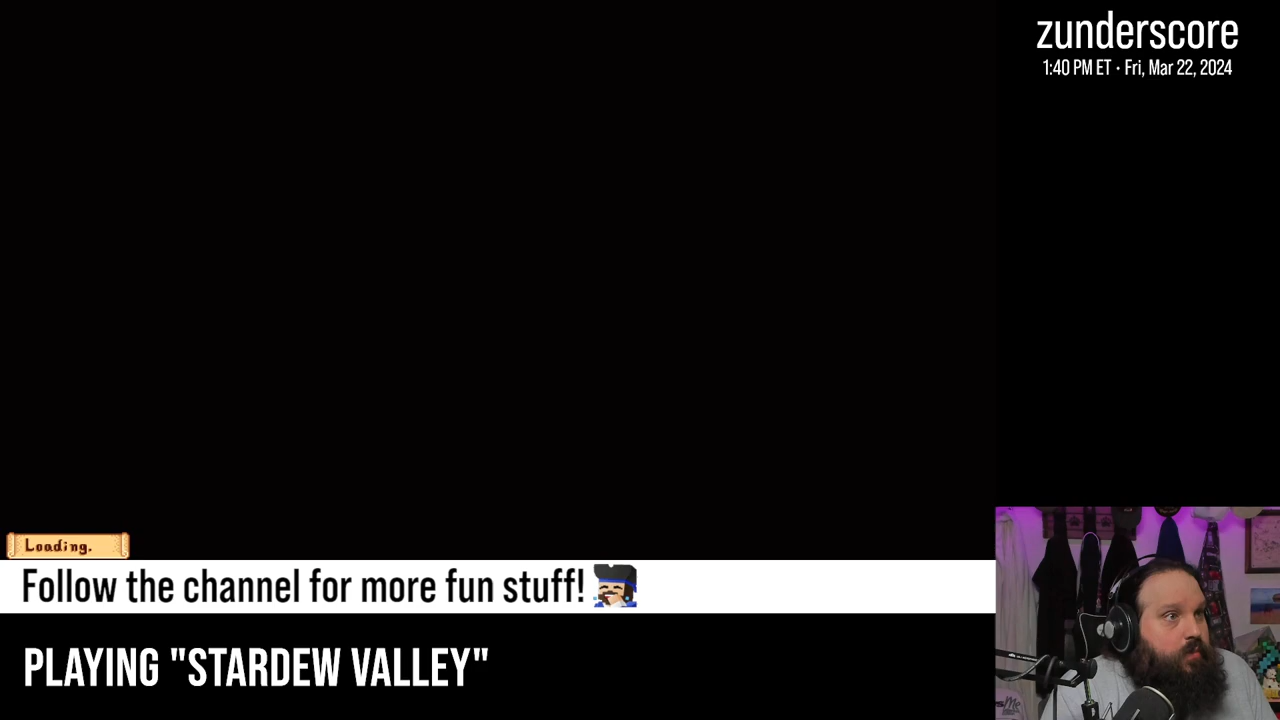 zunderscore
1:40 PM ET · Fri, Mar 22, 2024
Loading.
Follow the channel for more fun stuff!
PLAYING "STARDEW VALLEY"